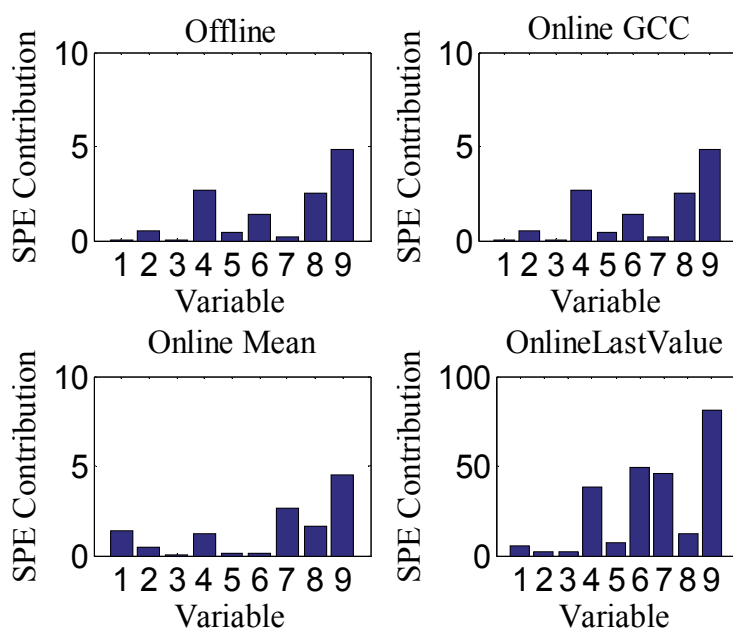 Offline
10
5
0
SPE Contribution
1 2 3 4 5 6 7 8 9
Variable
Online GCC
10
5
0
SPE Contribution
1 2 3 4 5 6 7 8 9
Variable
Online Mean
10
5
0
SPE Contribution
1 2 3 4 5 6 7 8 9
Variable
OnlineLastValue
100
50
0
SPE Contribution
1 2 3 4 5 6 7 8 9
Variable